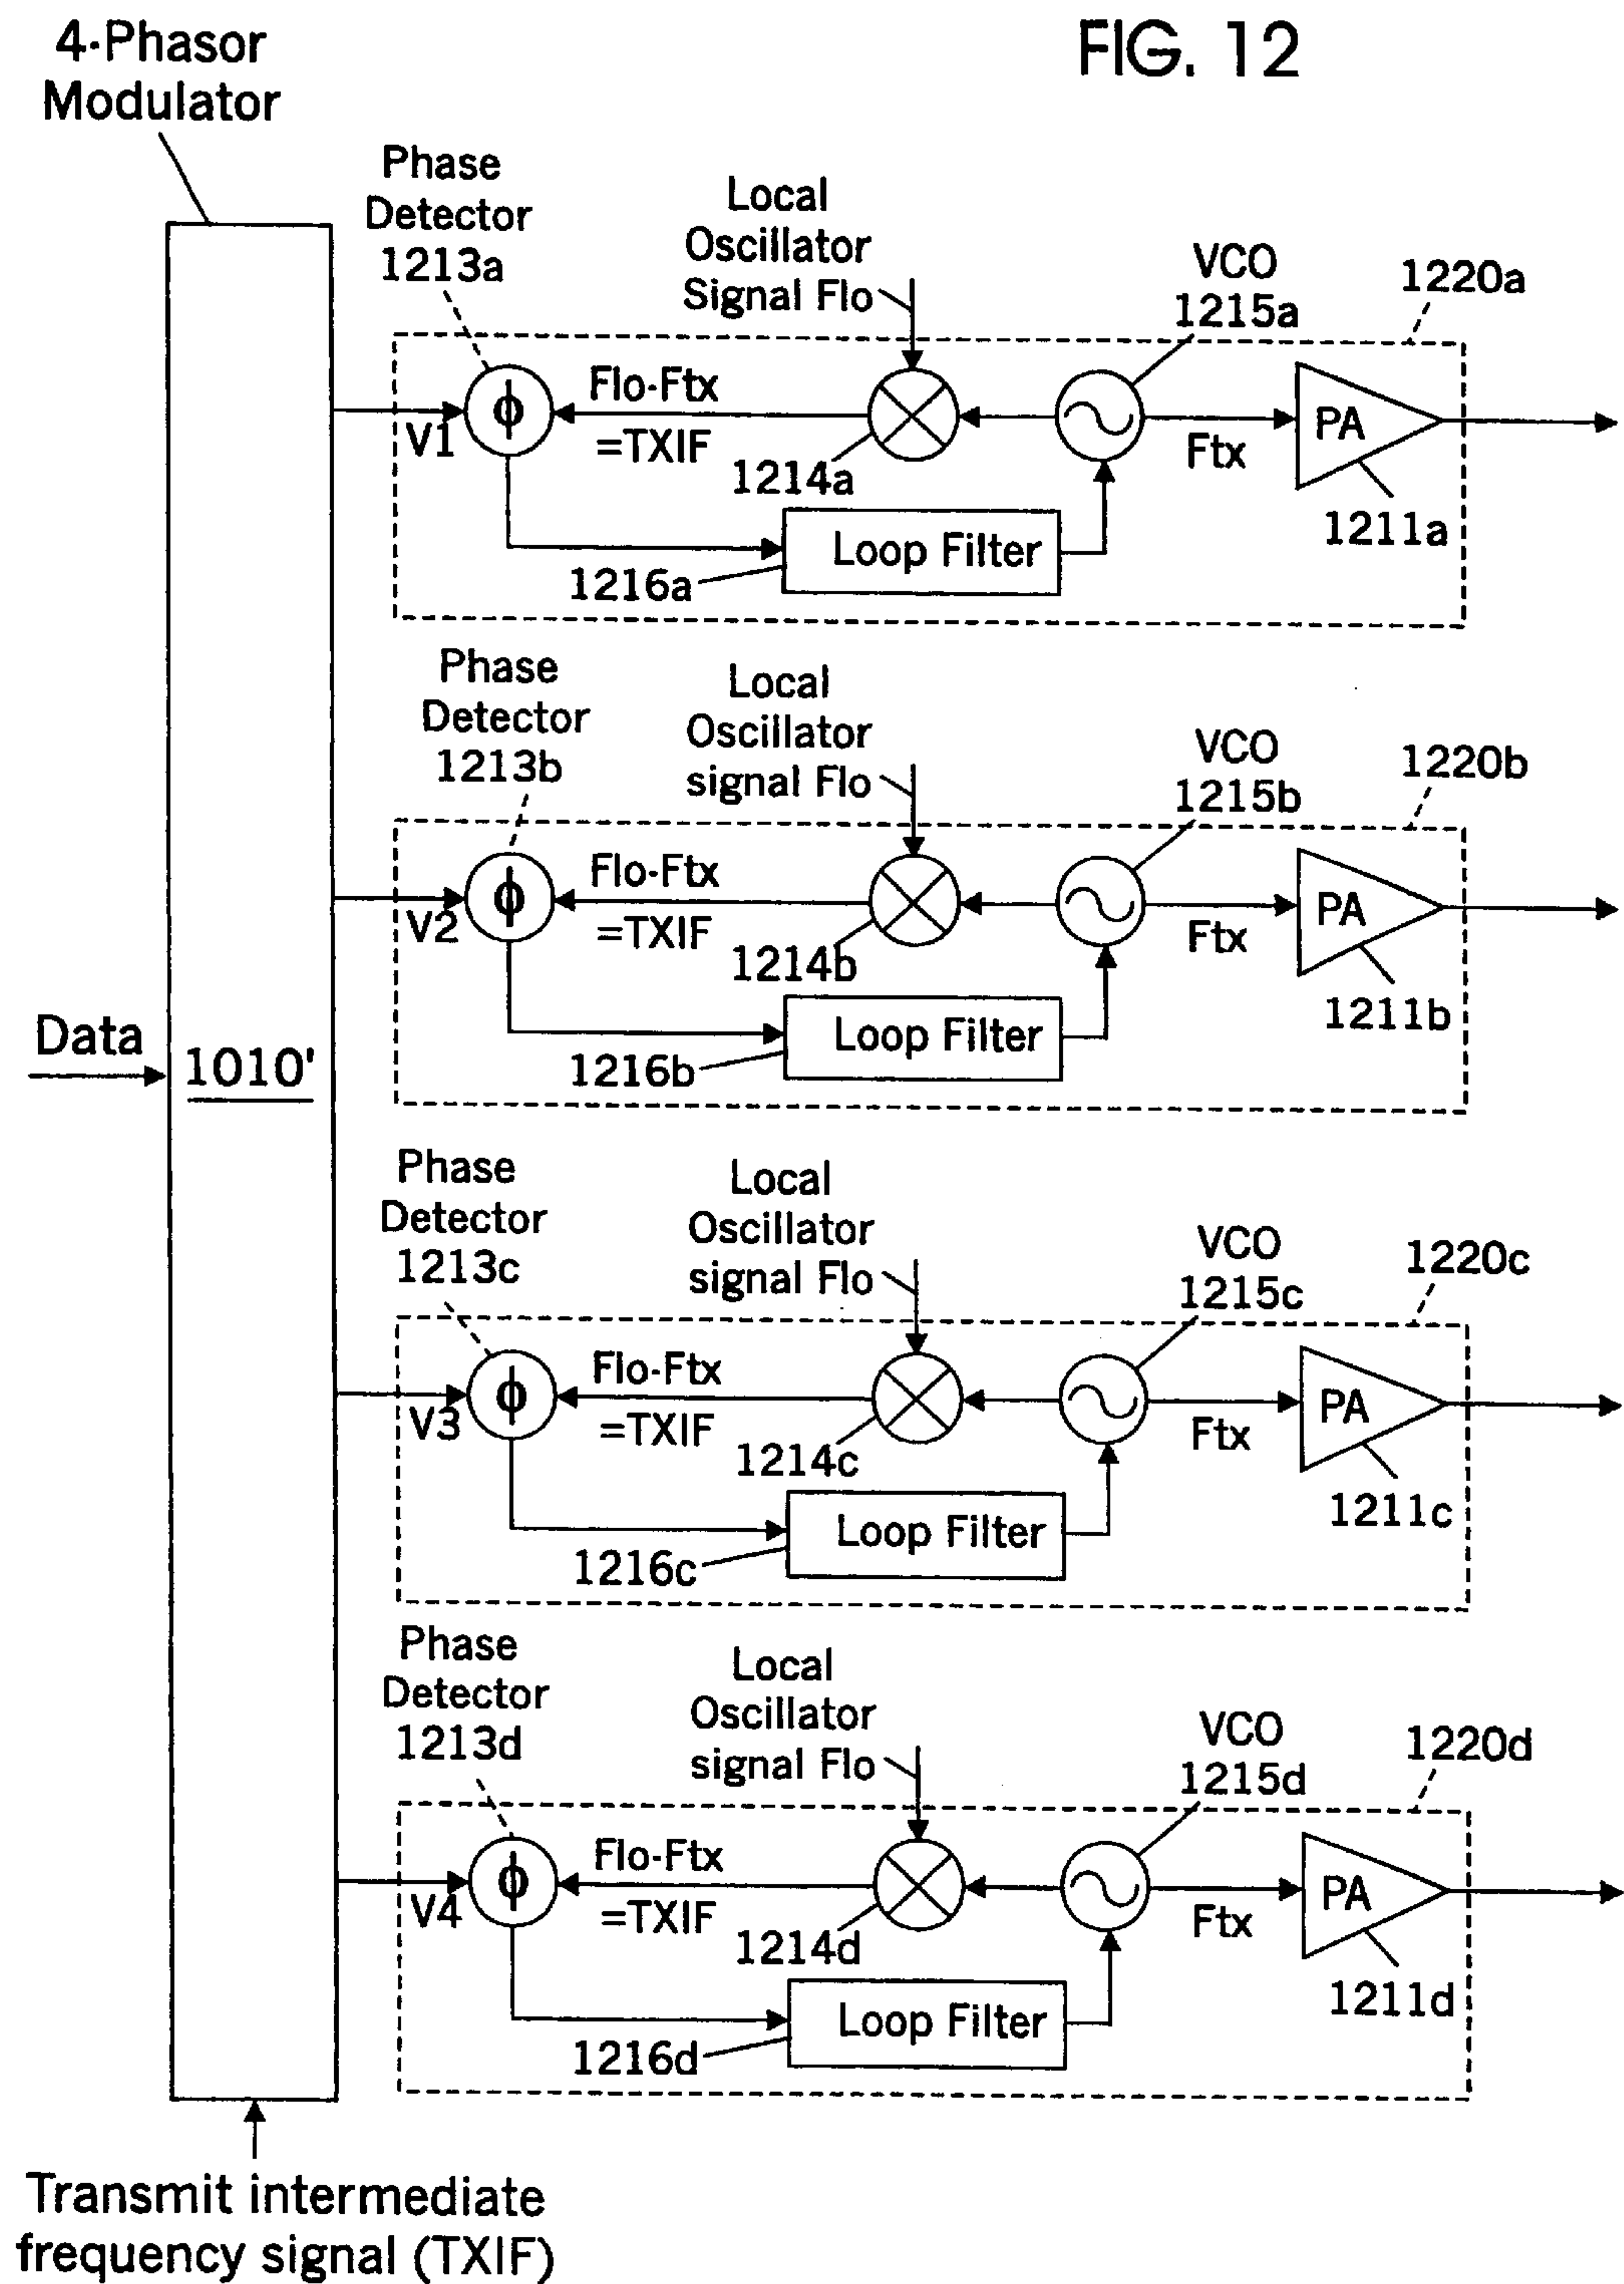 FIG. 12
4-Phasor
Modulator
Phase
Detector
1213a
Local
Oscillator
Signal Flo
VCO
1215a
1220a
V1
ϕ
Flo-Ftx
=TXIF
1214a
Ftx
PA
1211a
Loop Filter
1216a
Phase
Detector
1213b
Local
Oscillator
signal Flo
VCO
1215b
1220b
V2
ϕ
Flo-Ftx
=TXIF
1214b
Ftx
PA
1211b
Loop Filter
1216b
Data
1010'
Phase
Detector
1213c
Local
Oscillator
signal Flo
VCO
1215c
1220c
V3
ϕ
Flo-Ftx
=TXIF
1214c
Ftx
PA
1211c
Loop Filter
1216c
Phase
Detector
1213d
Local
Oscillator
signal Flo
VCO
1215d
1220d
V4
ϕ
Flo-Ftx
=TXIF
1214d
Ftx
PA
1211d
Loop Filter
1216d
Transmit intermediate
frequency signal (TXIF)